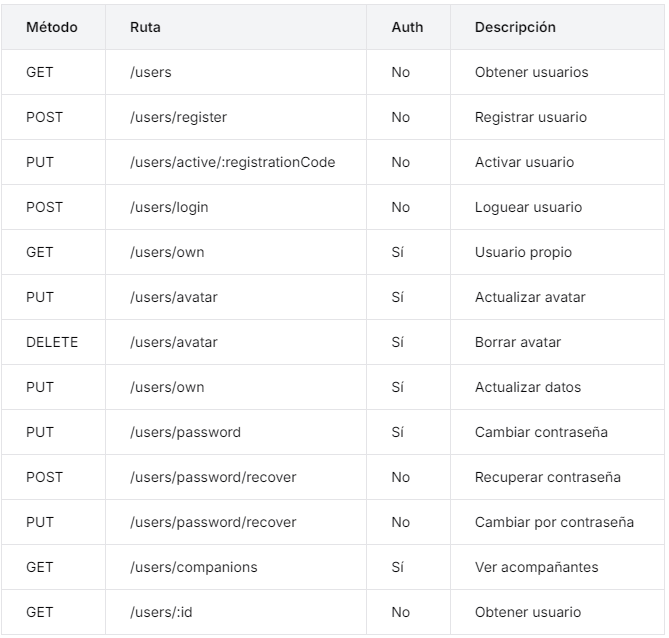 Método Ruta Auth Descripción
GET /users No Obtener usuarios
POST /users/register No Registrar usuario
PUT /users/active/:registrationCode No Activar usuario
POST /users/login No Loguear usuario
GET /users/own Sí Usuario propio
PUT /users/avatar Sí Actualizar avatar
DELETE /users/avatar Sí Borrar avatar
PUT /users/own Sí Actualizar datos
PUT /users/password Sí Cambiar contraseña
POST /users/password/recover No Recuperar contraseña
PUT /users/password/recover No Cambiar por contraseña
GET /users/companions Sí Ver acompañantes
GET /users/:id No Obtener usuario